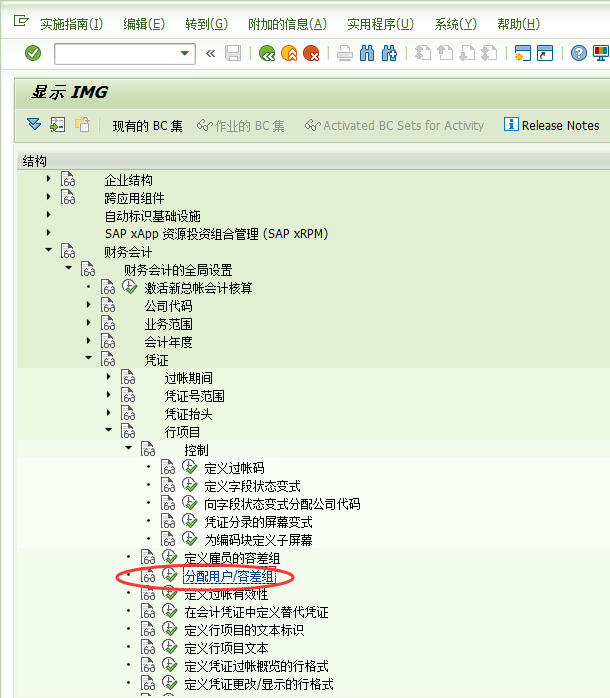 实施指南(I) 编辑(E) 转到(G) 附加的信息(A) 实用程序(U) 系统(Y) 帮助(H)
显示 IMG
现有的 BC 集 作业的 BC 集 Activated BC Sets for Activity Release Notes
结构
企业结构
跨应用组件
自动标识基础设施
SAP xApp 资源投资组合管理 (SAP xRPM)
财务会计
财务会计的全局设置
激活新总帐会计核算
公司代码
业务范围
会计年度
凭证
过帐期间
凭证号范围
凭证抬头
行项目
控制
定义过帐码
定义字段状态变式
向字段状态变式分配公司代码
凭证分录的屏幕变式
为编码块定义子屏幕
定义雇员的容差组
分配用户/容差组
定义过帐有效性
在会计凭证中定义替代凭证
定义行项目的文本标识
定义行项目文本
定义凭证过帐概览的行格式
定义凭证更改/显示的行格式